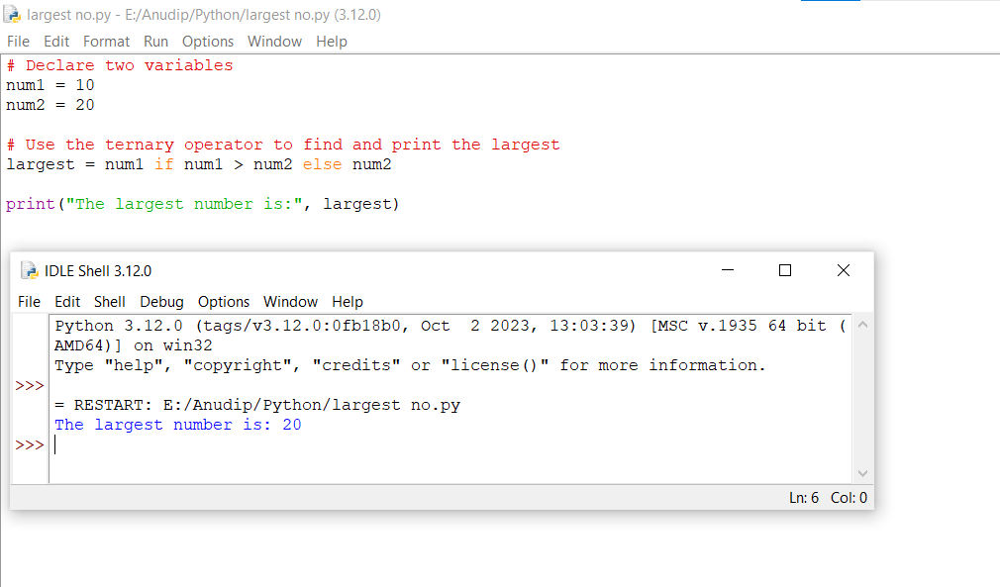 largest no.py - E:/Anudip/Python/largest no.py (3.12.0)
File Edit Format Run Options Window Help
# Declare two variables
num1 = 10
num2 = 20
# Use the ternary operator to find and print the largest
largest = num1 if num1 > num2 else num2
print("The largest number is:", largest)
IDLE Shell 3.12.0
File Edit Shell Debug Options Window Help
Python 3.12.0 (tags/v3.12.0:0fb18b0, Oct  2 2023, 13:03:39) [MSC v.1935 64 bit (
AMD64)] on win32
Type "help", "copyright", "credits" or "license()" for more information.
>>>
= RESTART: E:/Anudip/Python/largest no.py
The largest number is: 20
>>>
Ln: 6 Col: 0